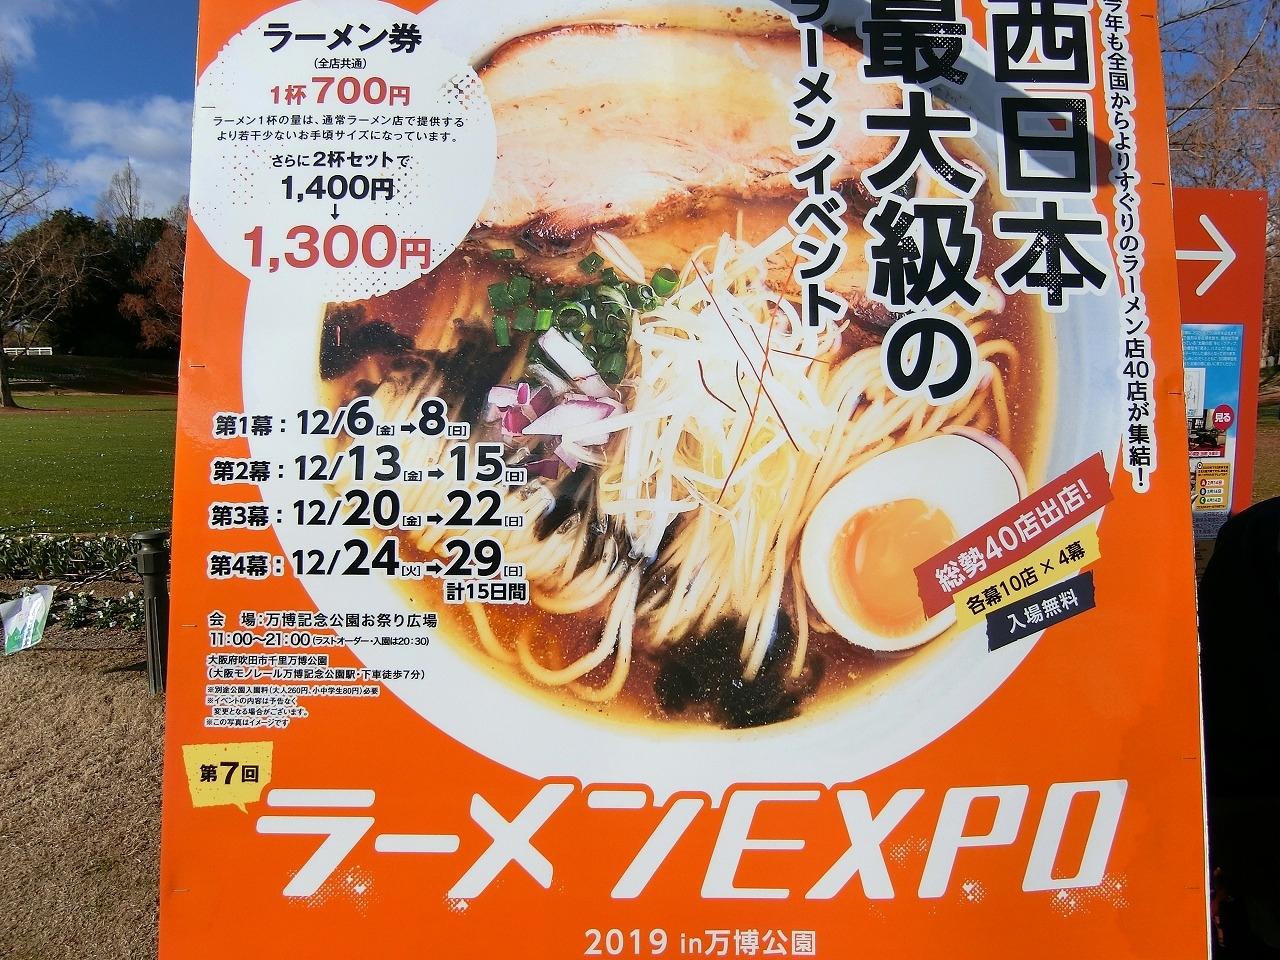 ラーメン券
(全店共通)
1杯700円
ラーメン1杯の量は、通常ラーメン店で提供する
より若干少ないお手頃サイズになっています。
さらに2杯セットで
1,400円
↓
1,300円
今年も全国からよりすぐりのラーメン店40店が集結!
西日本
最大級の
ラーメンイベント
第1幕:12/6[金]→8[日]
第2幕:12/13[金]→15[日]
第3幕:12/20[金]→22[日]
第4幕:12/24[火]→29[日]
計15日間
総勢40店出店!
各幕10店×4幕
入場無料
会 場:万博記念公園お祭り広場
11:00〜21:00(ラストオーダー・入園は20:30)
大阪府吹田市千里万博公園
(大阪モノレール万博記念公園駅・下車徒歩7分)
※別途公園入園料(大人260円、小中学生80円)必要
※イベントの内容は予告なく
変更となる場合がございます。
※この写真はイメージです
第7回
ラーメンEXPO
2019 in万博公園
見る